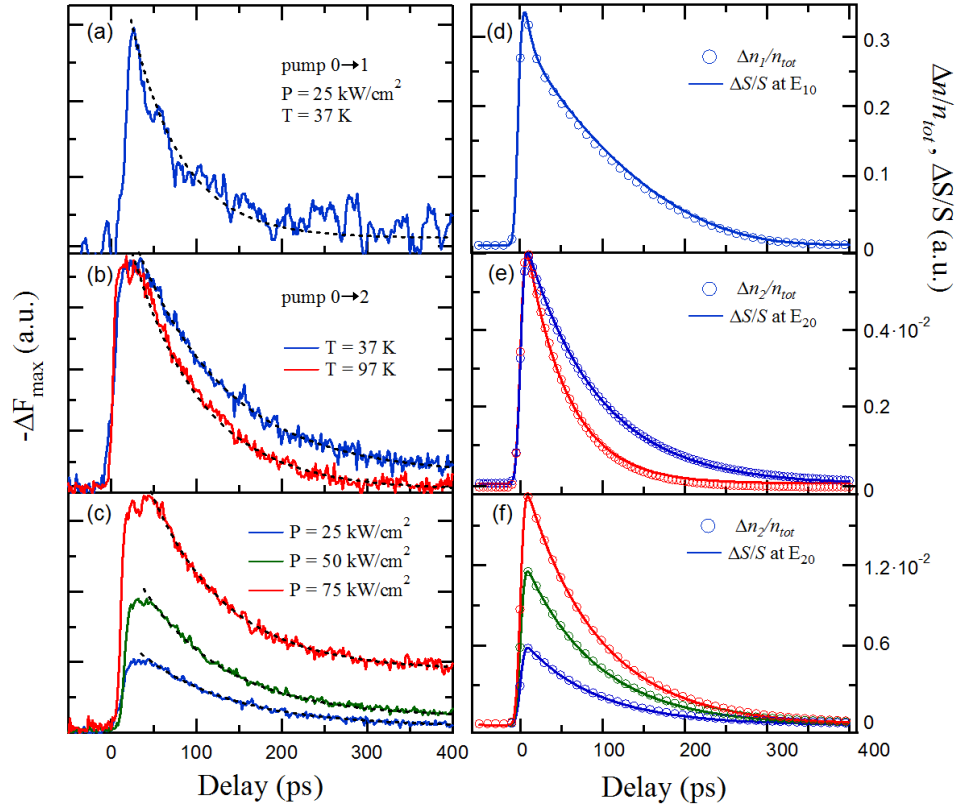 (a)
pump 0→1
P = 25 kW/cm²
T = 37 K
(b)
pump 0→2
T = 37 K
T = 97 K
(c)
P = 25 kW/cm²
P = 50 kW/cm²
P = 75 kW/cm²
-ΔF_max (a.u.)
0 100 200 300 400
Delay (ps)
(d)
Δn₁/n_tot
ΔS/S at E₁₀
0.3
0.2
0.1
0
(e)
Δn₂/n_tot
ΔS/S at E₂₀
0.4·10⁻²
0.2
0
(f)
Δn₂/n_tot
ΔS/S at E₂₀
1.2·10⁻²
0.6
0
Δn/n_tot , ΔS/S (a.u.)
0 100 200 300 400
Delay (ps)